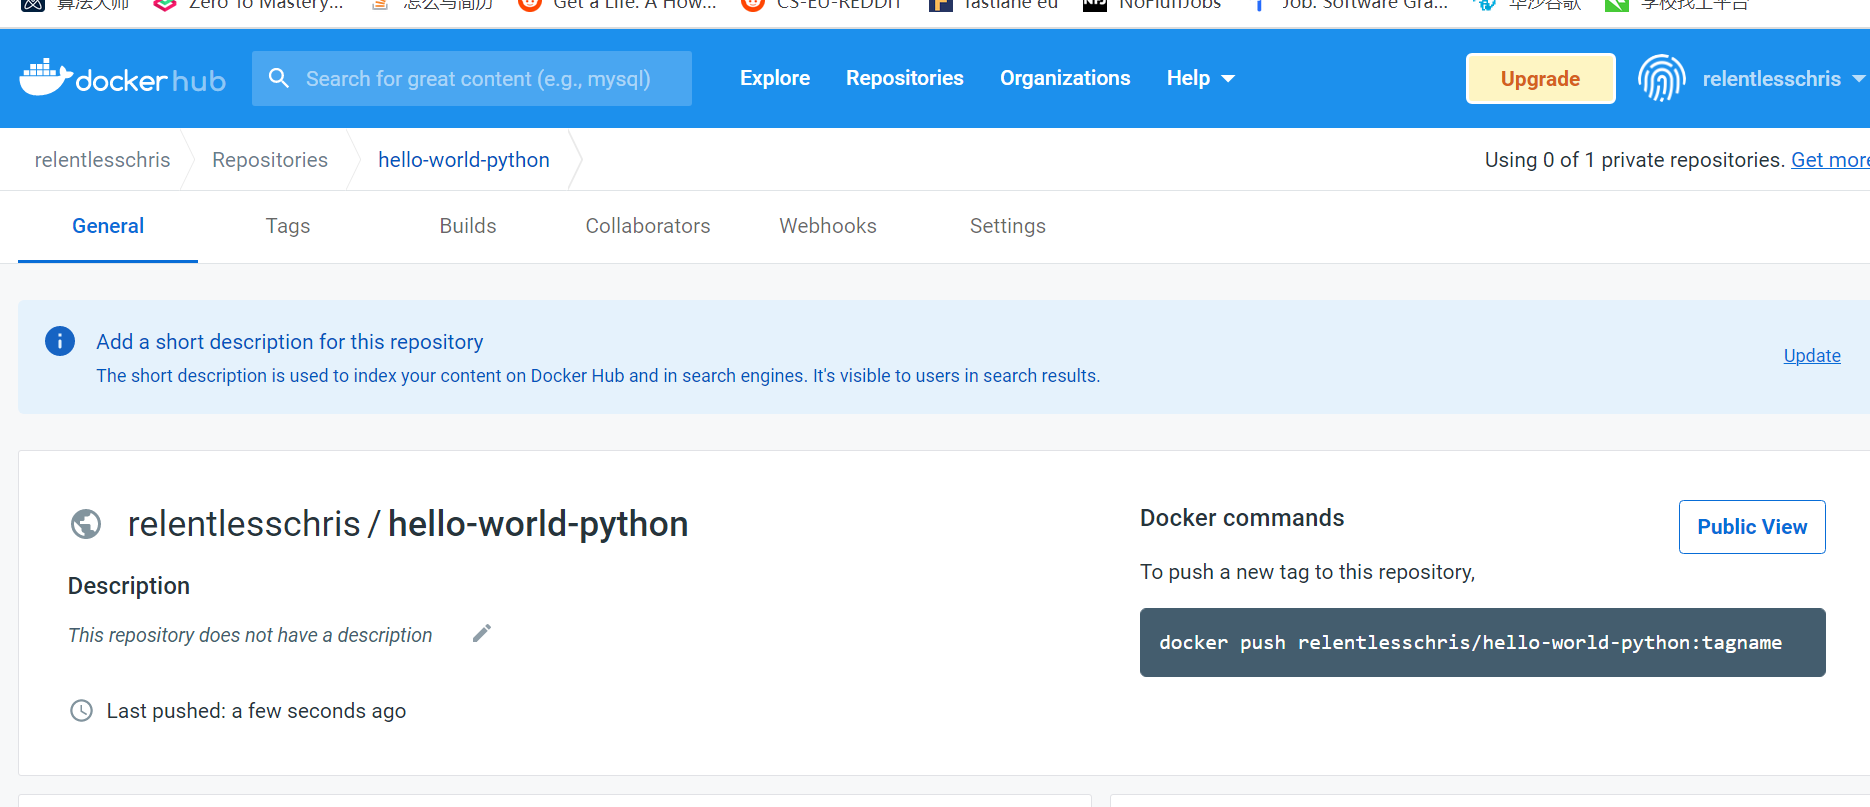 算法大师 Zero To Mastery... 怎么写简历 Get a Life: A How... CS-EU-REDDIT fastlane eu NoFluffJobs Job: Software Gra... 华沙谷歌 学校找工平台
docker hub Search for great content (e.g., mysql) Explore Repositories Organizations Help Upgrade relentlesschris
relentlesschris Repositories hello-world-python Using 0 of 1 private repositories. Get more
General Tags Builds Collaborators Webhooks Settings
Add a short description for this repository
The short description is used to index your content on Docker Hub and in search engines. It's visible to users in search results.
Update
relentlesschris / hello-world-python
Description
This repository does not have a description
Last pushed: a few seconds ago
Docker commands
Public View
To push a new tag to this repository,
docker push relentlesschris/hello-world-python:tagname